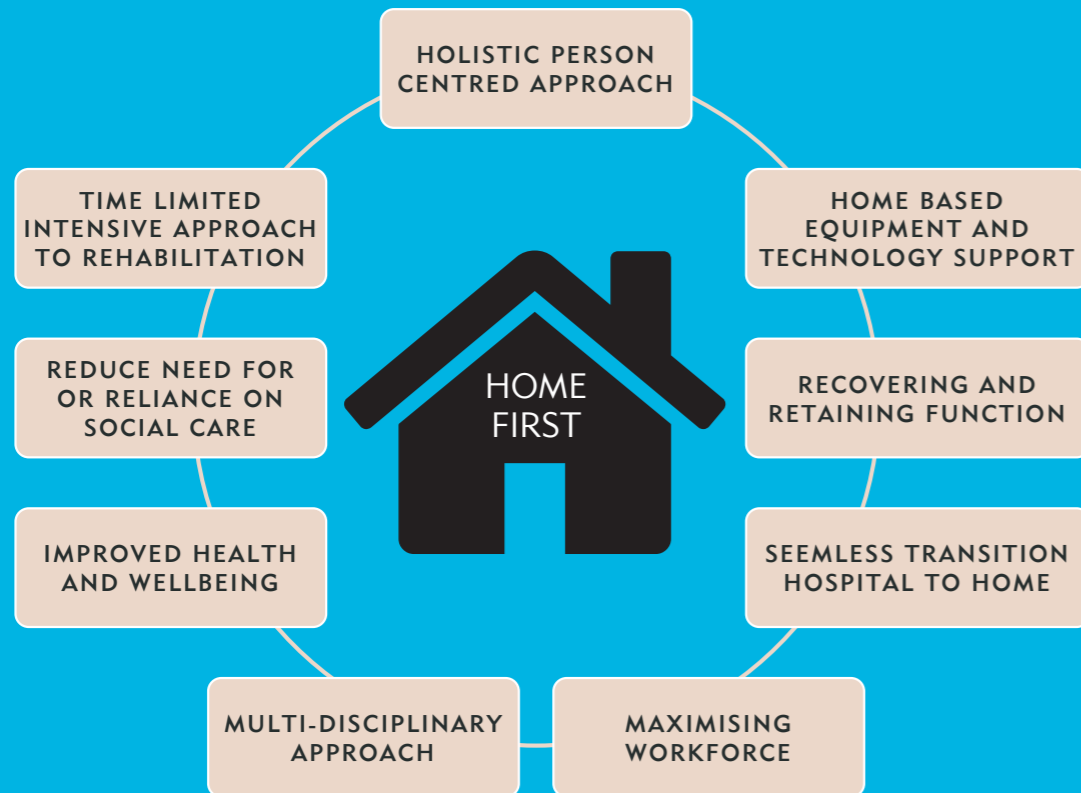 HOLISTIC PERSON
CENTRED APPROACH
TIME LIMITED
INTENSIVE APPROACH
TO REHABILITATION
HOME BASED
EQUIPMENT AND
TECHNOLOGY SUPPORT
HOME
FIRST
REDUCE NEED FOR
OR RELIANCE ON
SOCIAL CARE
RECOVERING AND
RETAINING FUNCTION
IMPROVED HEALTH
AND WELLBEING
SEEMLESS TRANSITION
HOSPITAL TO HOME
MULTI-DISCIPLINARY
APPROACH
MAXIMISING
WORKFORCE